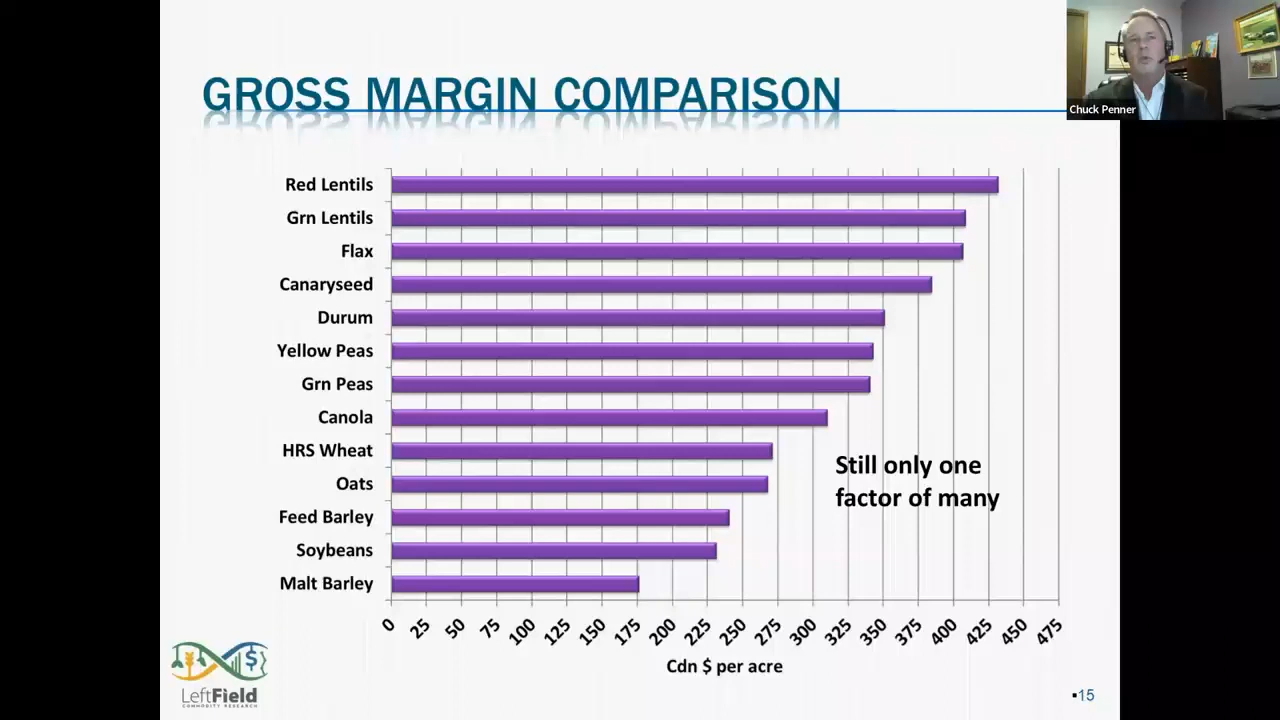 GROSS MARGIN COMPARISON
Chuck Penner
Red Lentils
Grn Lentils
Flax
Canaryseed
Durum
Yellow Peas
Grn Peas
Canola
HRS Wheat
Oats
Feed Barley
Soybeans
Malt Barley
Still only one
factor of many
0 25 50 75 100 125 150 175 200 225 250 275 300 325 350 375 400 425 450 475
Cdn $ per acre
LeftField
COMMODITY RESEARCH
15